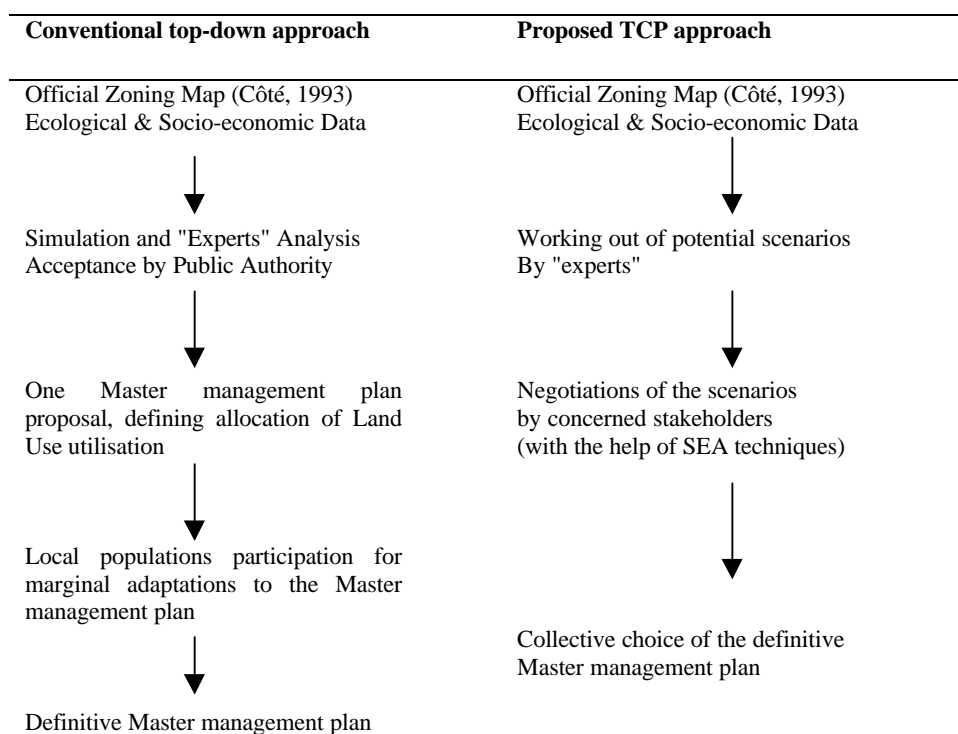 Conventional top-down approach
Proposed TCP approach
Official Zoning Map (Côté, 1993)
Ecological & Socio-economic Data
Simulation and "Experts" Analysis
Acceptance by Public Authority
One Master management plan
proposal, defining allocation of Land
Use utilisation
Local populations participation for
marginal adaptations to the Master
management plan
Definitive Master management plan
Official Zoning Map (Côté, 1993)
Ecological & Socio-economic Data
Working out of potential scenarios
By "experts"
Negotiations of the scenarios
by concerned stakeholders
(with the help of SEA techniques)
Collective choice of the definitive
Master management plan